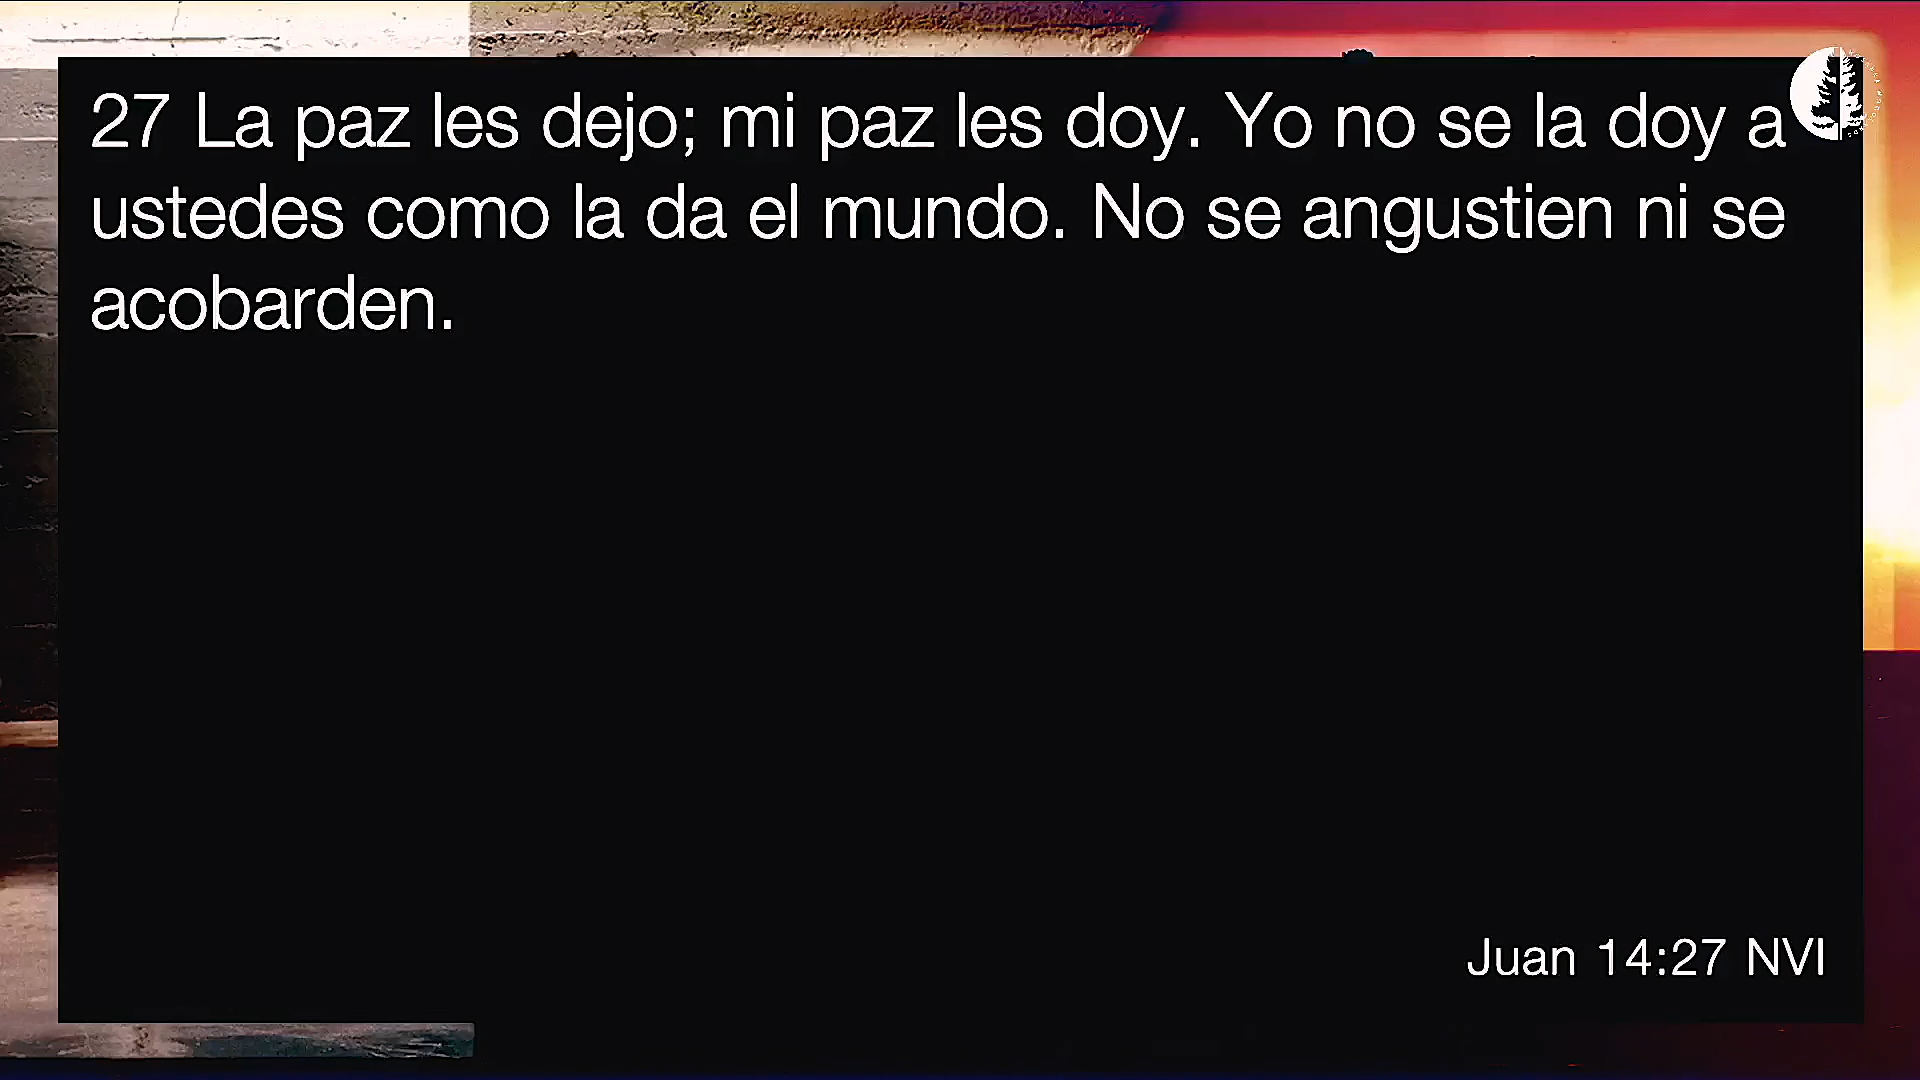 27 La paz les dejo; mi paz les doy. Yo no se la doy a
ustedes como la da el mundo. No se angustien ni se
acobarden.
Juan 14:27 NVI